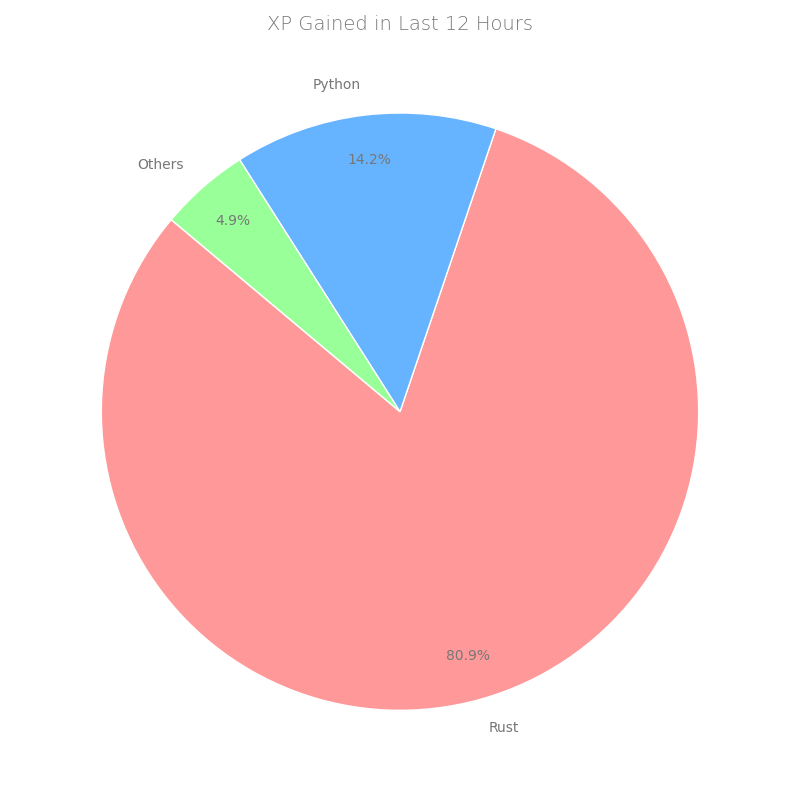 XP Gained in Last 12 Hours
Python
14.2%
Others
4.9%
80.9%
Rust